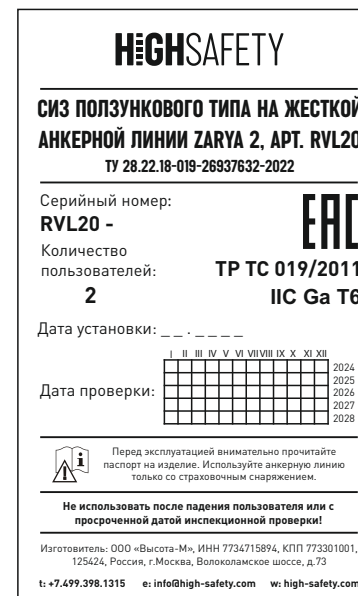 HIGHSAFETY
СИЗ ПОЛЗУНКОВОГО ТИПА НА ЖЕСТКОЙ
АНКЕРНОЙ ЛИНИИ ZARYA 2, АРТ. RVL20
ТУ 28.22.18-019-26937632-2022
Серийный номер:
RVL20 -
EAC
Количество
пользователей:
2
ТР ТС 019/2011
IIC Ga T6
Дата установки: _ _ . _ _ _ _
I II III IV V VI VII VIII IX X XI XII
Дата проверки:
2024
2025
2026
2027
2028
Перед эксплуатацией внимательно прочитайте
паспорт на изделие. Используйте анкерную линию
только со страховочным снаряжением.
Не использовать после падения пользователя или с
просроченной датой инспекционной проверки!
Изготовитель: ООО «Высота-М», ИНН 7734715894, КПП 773301001,
125424, Россия, г.Москва, Волоколамское шоссе, д.73
t: +7.499.398.1315 e: info@high-safety.com w: high-safety.com